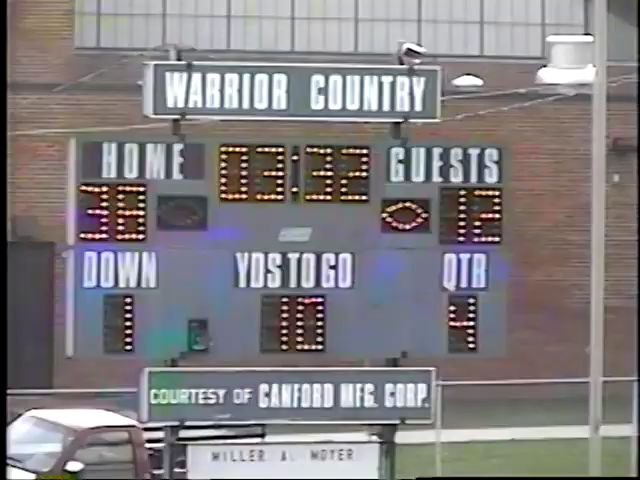 WARRIOR COUNTRY
HOME 03:32 GUESTS
38 12
DOWN YDS TO GO QTR
1 10 4
COURTESY OF CANFORD MFG. CORP.
MILLER A. MOYER